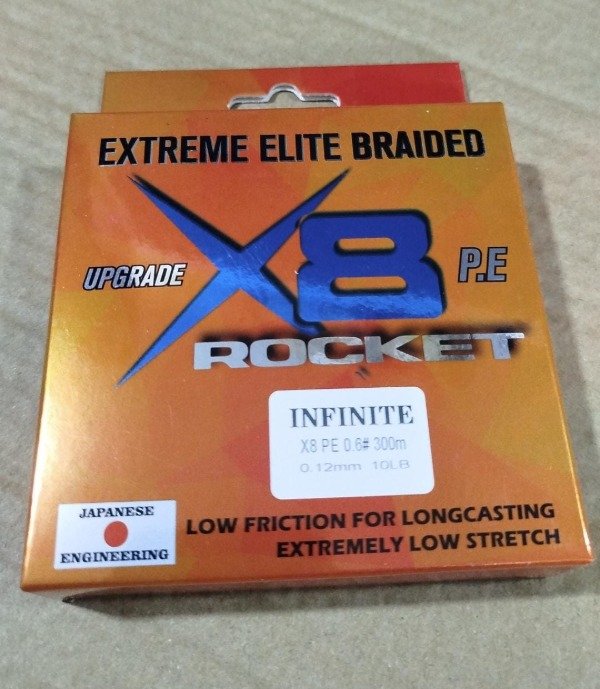 EXTREME ELITE BRAIDED
UPGRADE
X8
P.E
ROCKET
INFINITE
X8 PE 0.6# 300m
0.12mm 10LB
JAPANESE
ENGINEERING
LOW FRICTION FOR LONGCASTING
EXTREMELY LOW STRETCH